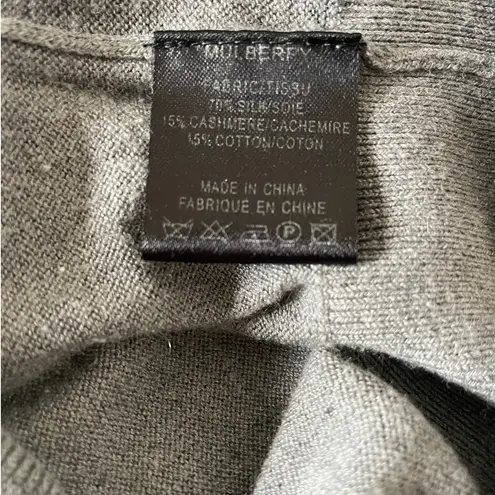 MULBERRY
FABRIC/TISSU
70% SILK/SOIE
15% CASHMERE/CACHEMIRE
15% COTTON/COTON
MADE IN CHINA
FABRIQUE EN CHINE
P